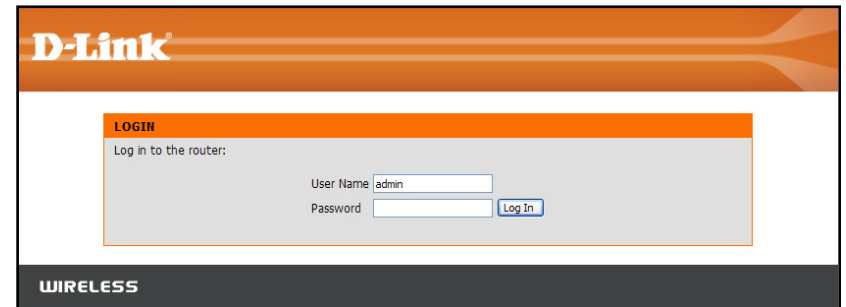 D-Link®
LOGIN
Log in to the router:
User Name admin
Password Log In
WIRELESS